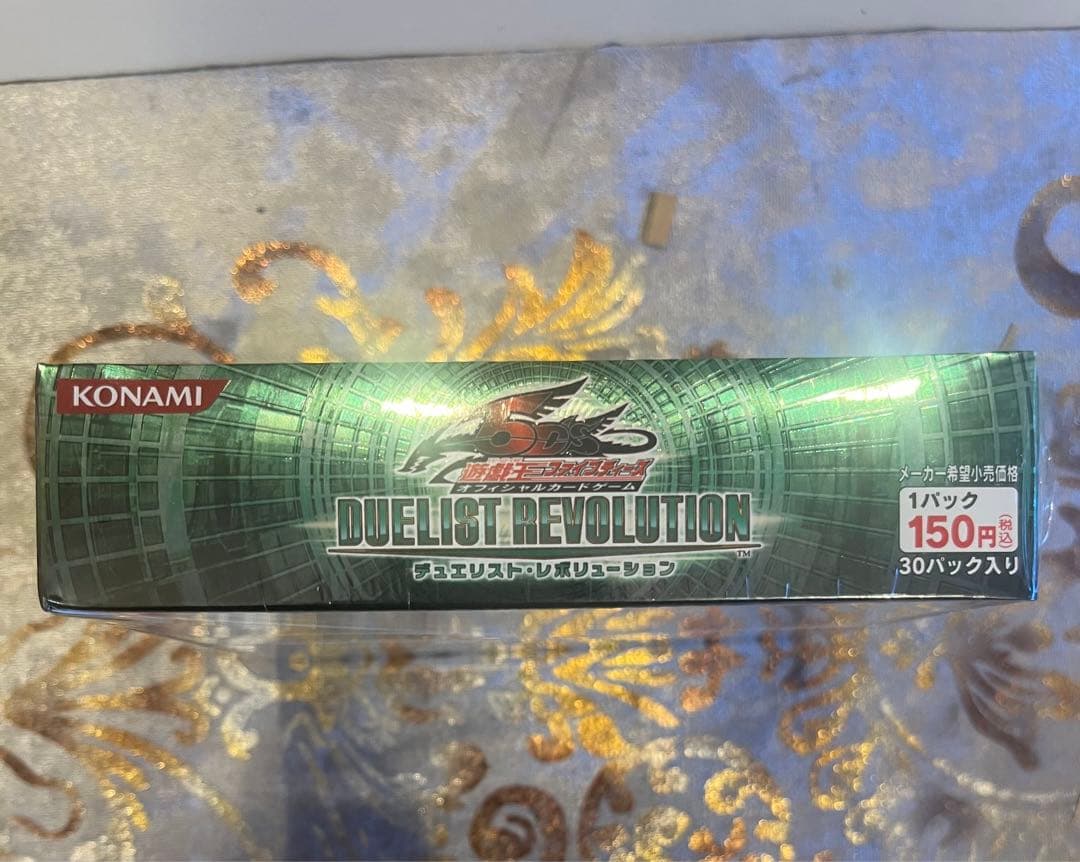 KONAMI
5D's
遊戯王ファイブディーズ
オフィシャルカードゲーム
DUELIST REVOLUTION
TM
デュエリスト・レボリューション
メーカー希望小売価格
1パック
150円(税込)
30パック入り